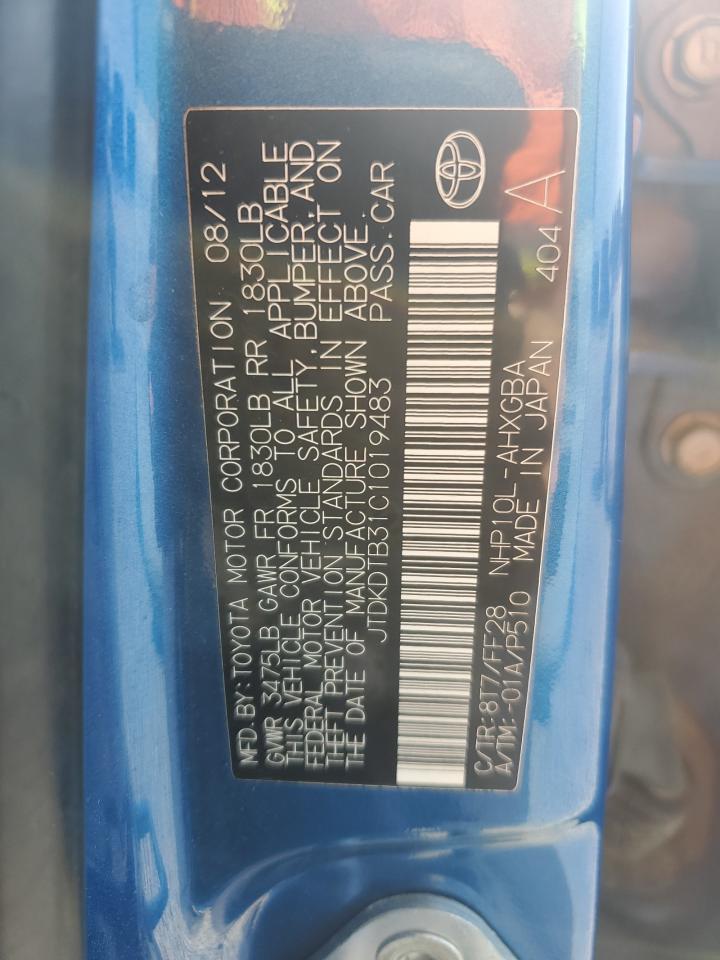 MFD BY: TOYOTA MOTOR CORPORATION 08/12
GVWR 3475LB GAWR FR 1830LB RR 1830LB
THIS VEHICLE CONFORMS TO ALL APPLICABLE
FEDERAL MOTOR VEHICLE SAFETY, BUMPER, AND
THEFT PREVENTION STANDARDS IN EFFECT ON
THE DATE OF MANUFACTURE SHOWN ABOVE.
JTDKDTB31C1019483 PASS. CAR
C/TR: 8T7/FF28 NHP10L-AHXGBA
A/TM: -01A/P510 MADE IN JAPAN 404 A